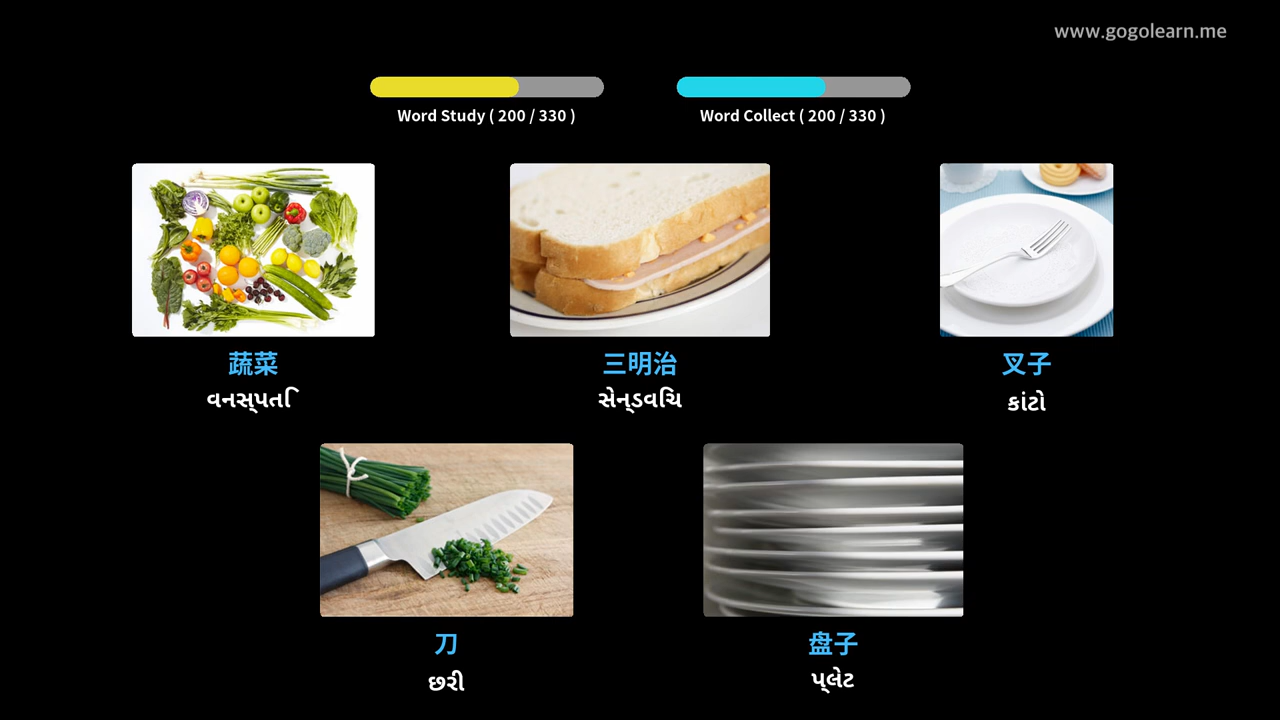 www.gogolearn.me
Word Study ( 200 / 330 )
Word Collect ( 200 / 330 )
蔬菜
વનસ્પતિ
三明治
સેન્ડવિચ
叉子
કાંટો
刀
છરી
盘子
પ્લેટ